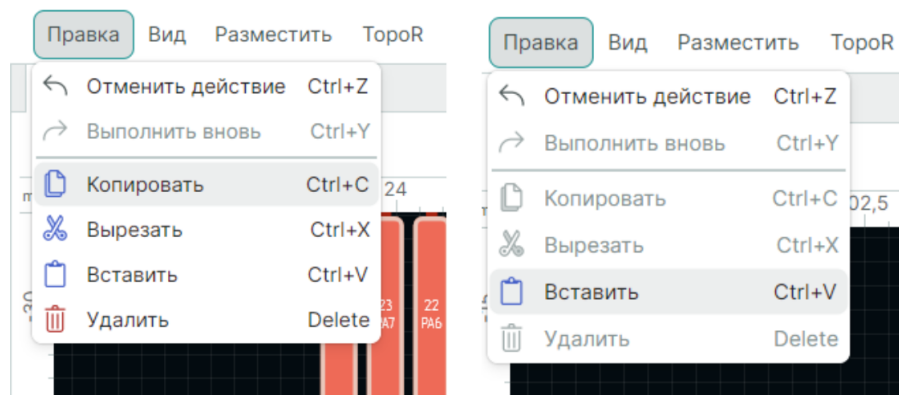 Правка Вид Разместить TopoR
Отменить действие Ctrl+Z
Выполнить вновь Ctrl+Y
Копировать Ctrl+C
Вырезать Ctrl+X
Вставить Ctrl+V
Удалить Delete
24
23
PA7
22
PA6
Правка Вид Разместить TopoR
Отменить действие Ctrl+Z
Выполнить вновь Ctrl+Y
Копировать Ctrl+C
Вырезать Ctrl+X
Вставить Ctrl+V
Удалить Delete
02,5